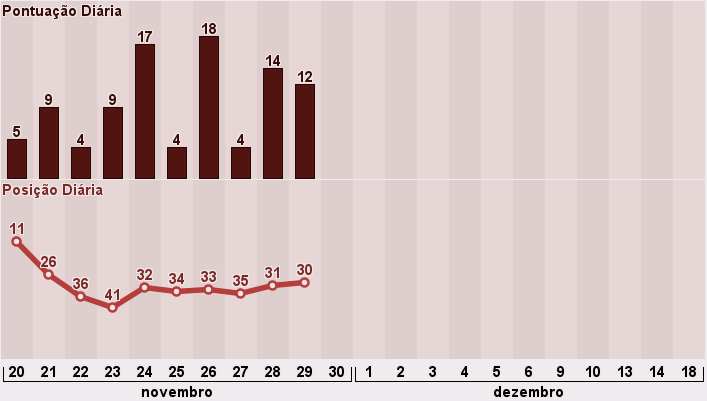 Pontuação Diária
5 9 4 9 17 4 18 4 14 12
Posição Diária
11 26 36 41 32 34 33 35 31 30
20 21 22 23 24 25 26 27 28 29 30 1 2 3 4 5 6 9 10 13 14 18
novembro dezembro